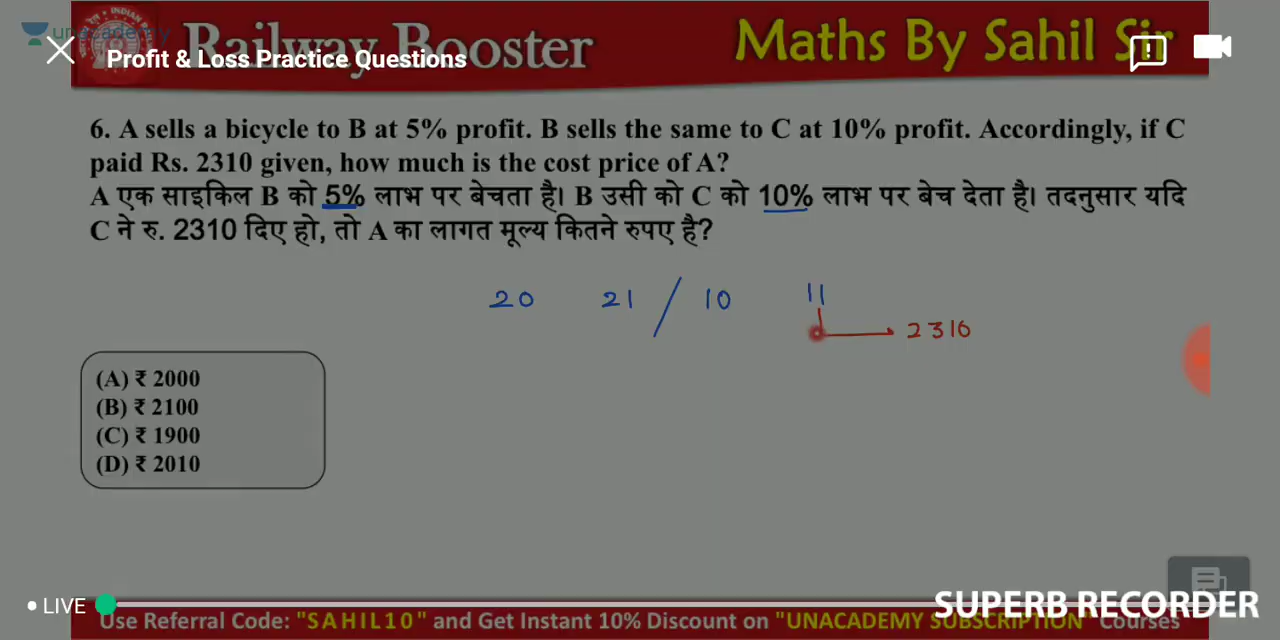 unacademy
Railway Booster
Maths By Sahil Sir
Profit & Loss Practice Questions
6. A sells a bicycle to B at 5% profit. B sells the same to C at 10% profit. Accordingly, if C
paid Rs. 2310 given, how much is the cost price of A?
A एक साइकिल B को 5% लाभ पर बेचता है। B उसी को C को 10% लाभ पर बेच देता है। तदनुसार यदि
C ने रु. 2310 दिए हो, तो A का लागत मूल्य कितने रुपए है?
20 21 / 10 11
2310
(A) ₹ 2000
(B) ₹ 2100
(C) ₹ 1900
(D) ₹ 2010
• LIVE
SUPERB RECORDER
Use Referral Code: "SAHIL10" and Get Instant 10% Discount on "UNACADEMY SUBSCRIPTION" Courses